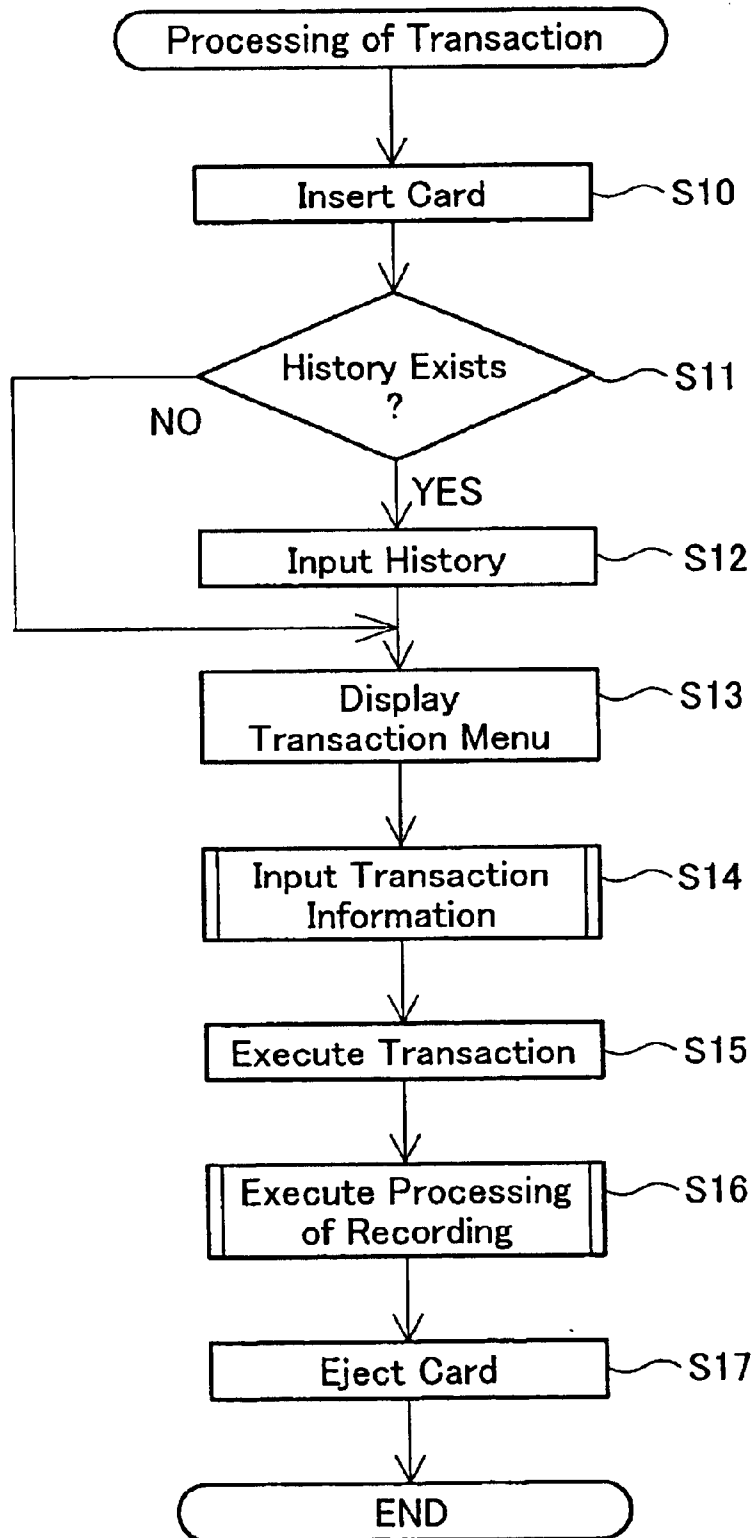 Processing of Transaction
Insert Card
S10
History Exists
?
S11
NO
YES
Input History
S12
Display
Transaction Menu
S13
Input Transaction
Information
S14
Execute Transaction
S15
Execute Processing
of Recording
S16
Eject Card
S17
END